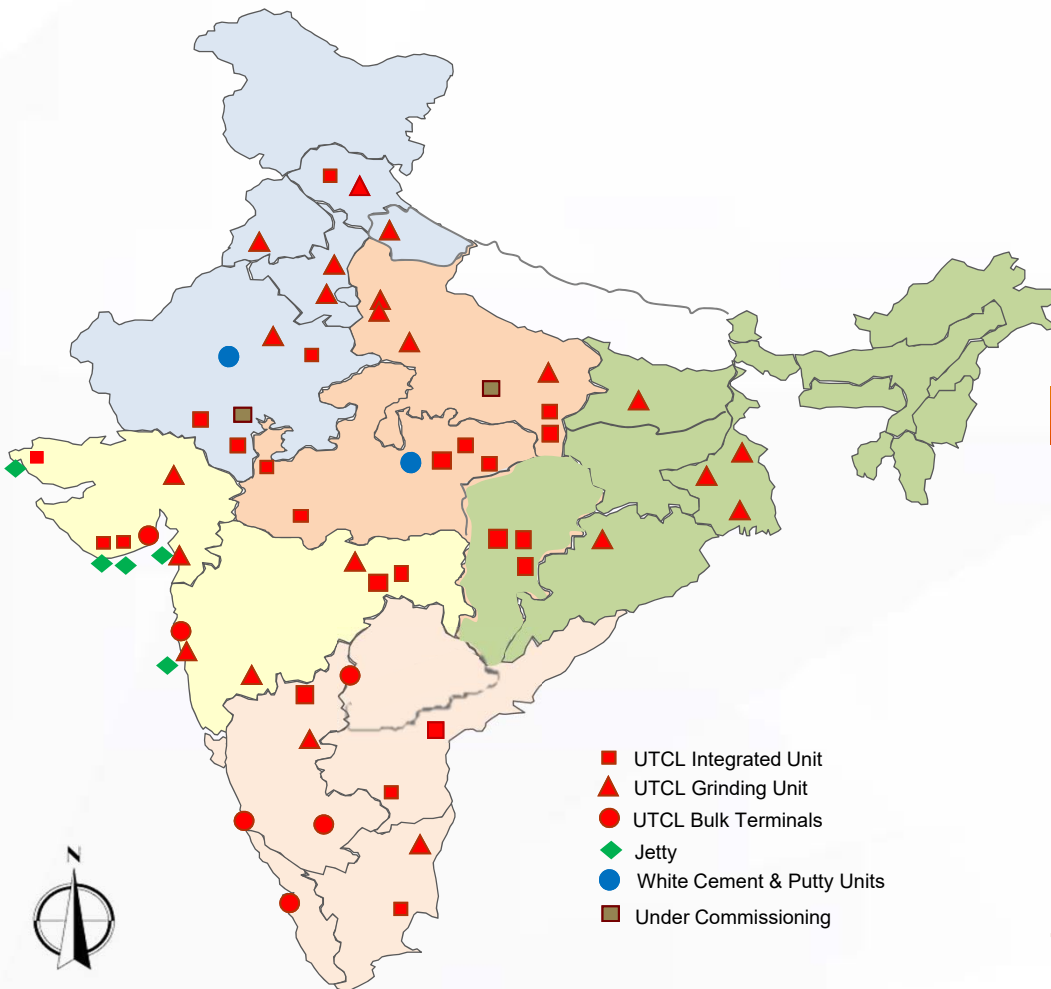 UTCL Integrated Unit
UTCL Grinding Unit
UTCL Bulk Terminals
Jetty
N
White Cement & Putty Units
Under Commissioning